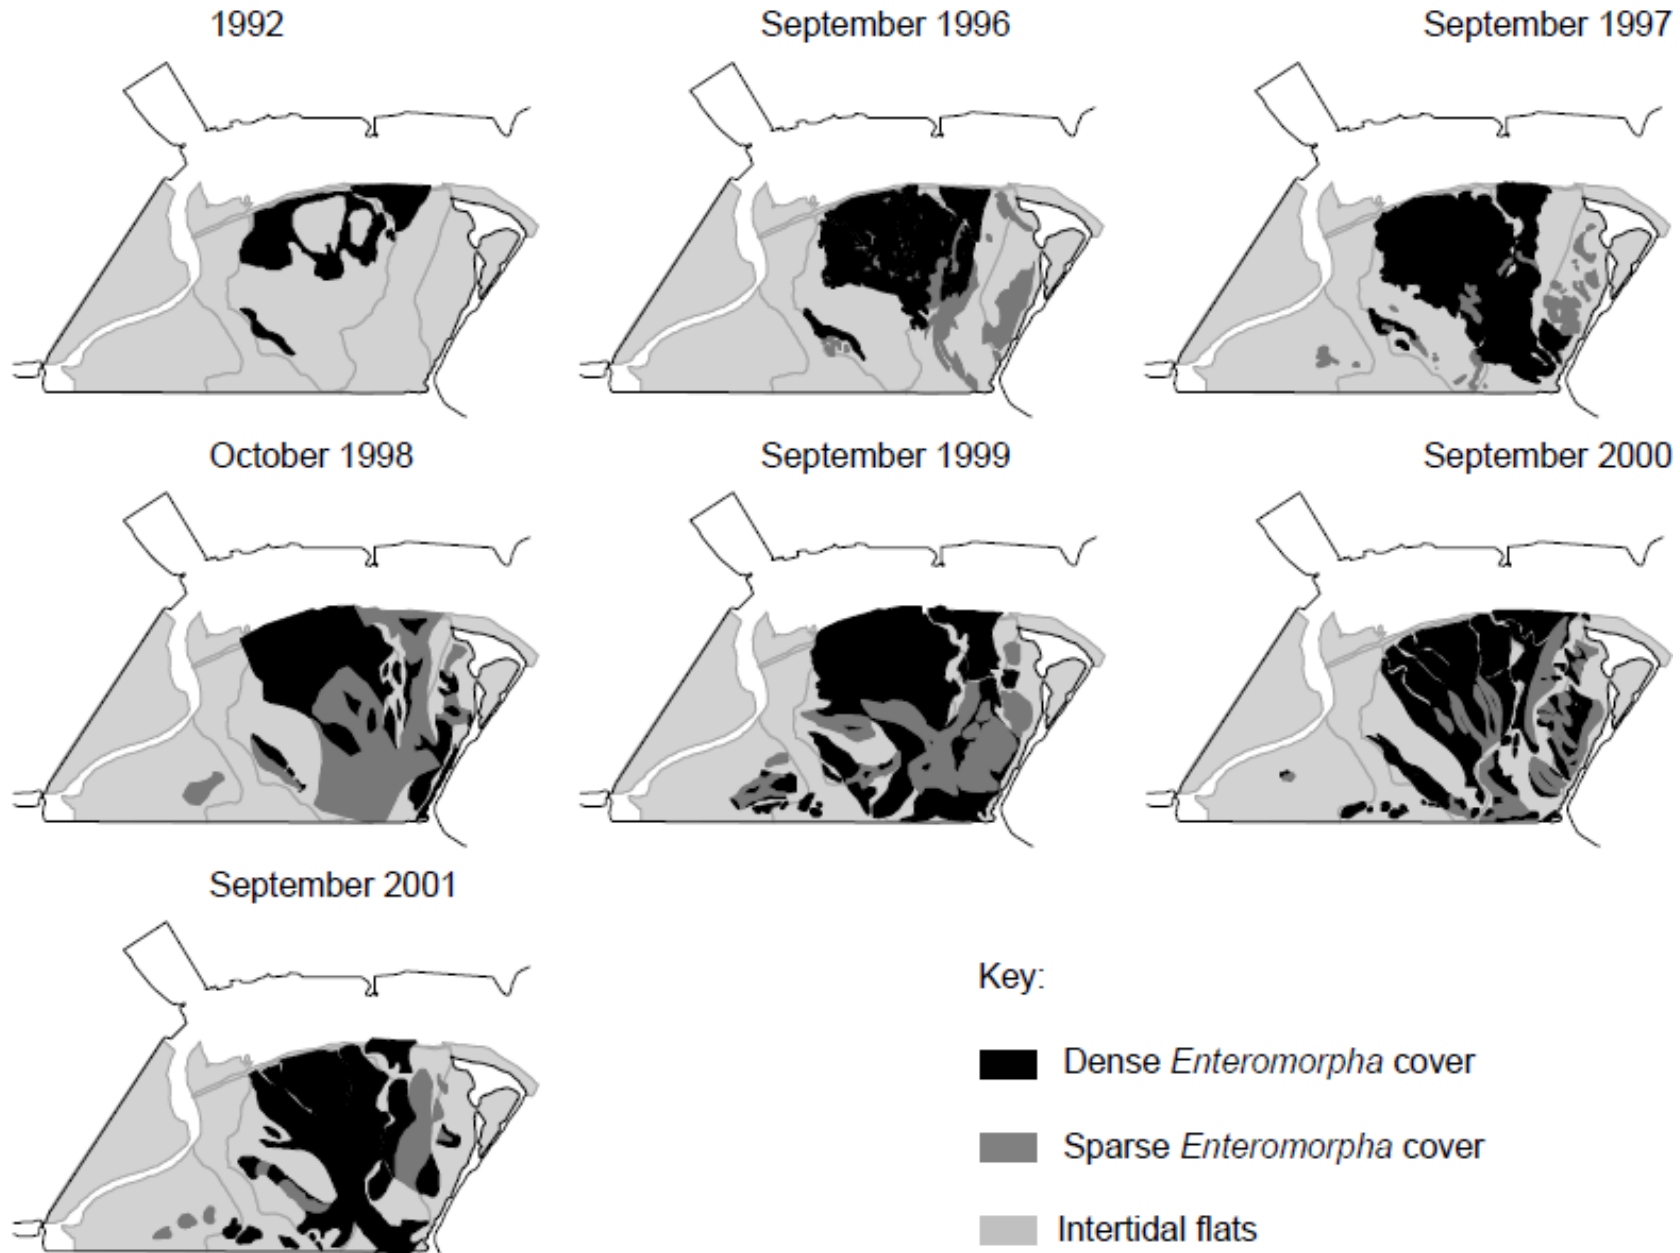 1992
September 1996
September 1997
October 1998
September 1999
September 2000
September 2001
Key:
Dense Enteromorpha cover
Sparse Enteromorpha cover
Intertidal flats